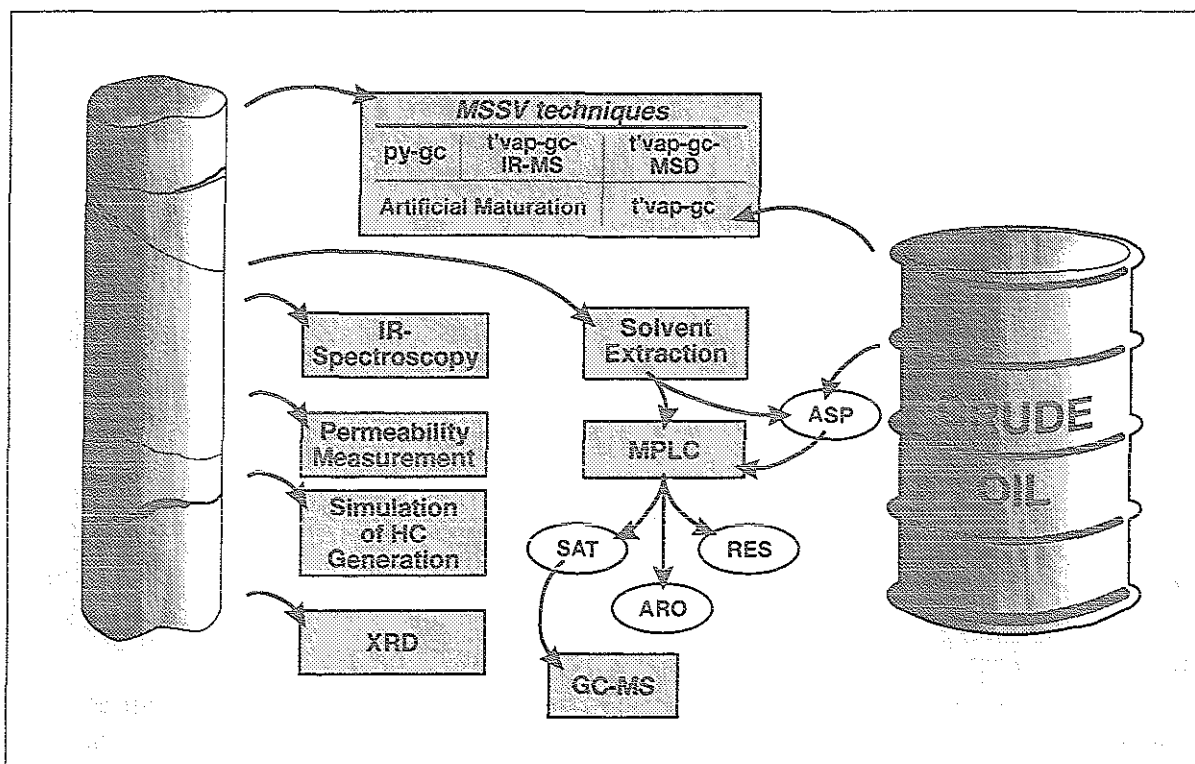 MSSV techniques
py-gc
t'vap-gc-
IR-MS
t'vap-gc-
MSD
Artificial Maturation
t'vap-gc
IR-
Spectroscopy
Solvent
Extraction
Permeability
Measurement
MPLC
ASP
CRUDE
OIL
Simulation
of HC
Generation
SAT
RES
ARO
XRD
GC-MS